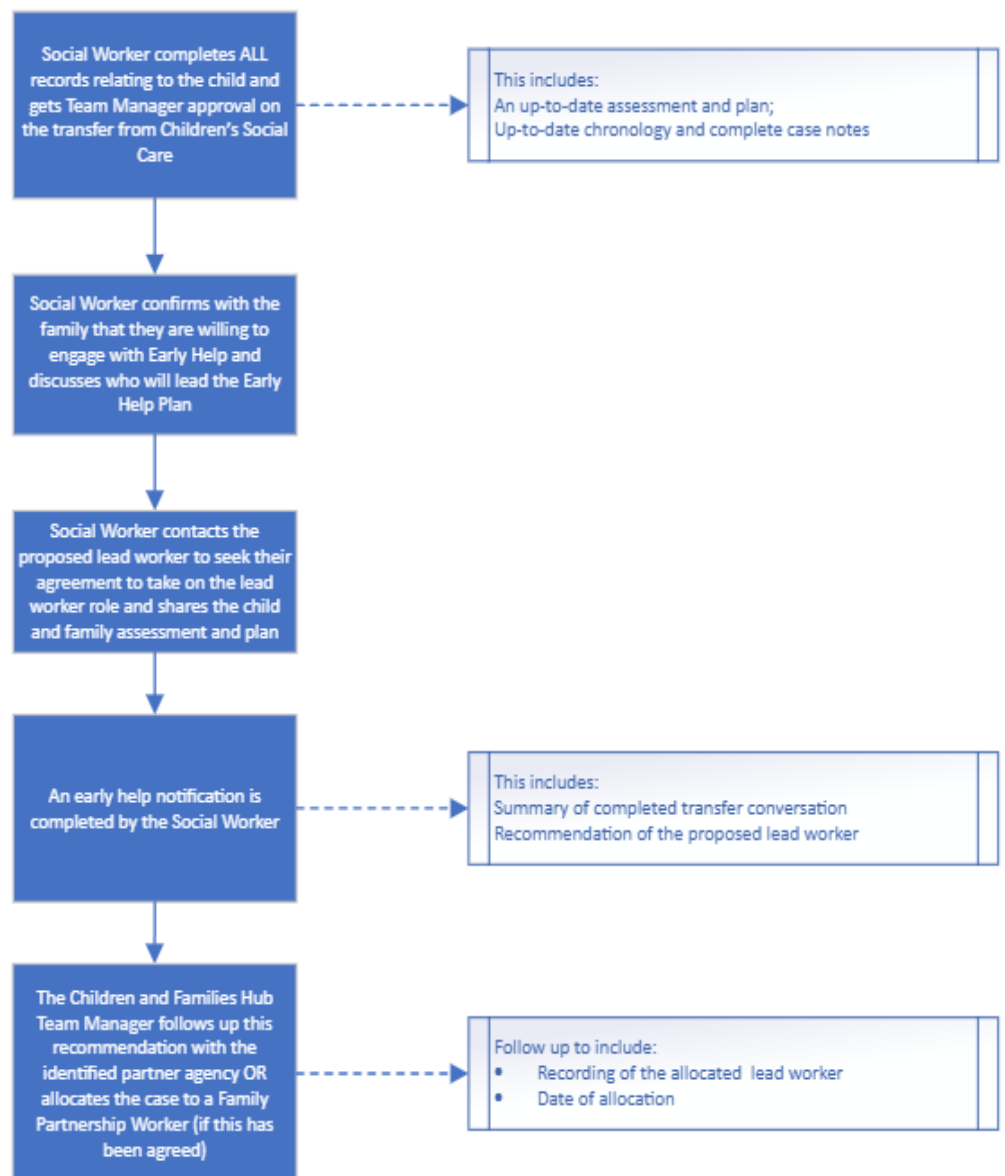 Social Worker completes ALL
records relating to the child and
gets Team Manager approval on
the transfer from Children's Social
Care
This includes:
An up-to-date assessment and plan;
Up-to-date chronology and complete case notes
Social Worker confirms with the
family that they are willing to
engage with Early Help and
discusses who will lead the Early
Help Plan
Social Worker contacts the
proposed lead worker to seek their
agreement to take on the lead
worker role and shares the child
and family assessment and plan
An early help notification is
completed by the Social Worker
This includes:
Summary of completed transfer conversation
Recommendation of the proposed lead worker
The Children and Families Hub
Team Manager follows up this
recommendation with the
identified partner agency OR
allocates the case to a Family
Partnership Worker (if this has
been agreed)
Follow up to include:
• Recording of the allocated lead worker
• Date of allocation